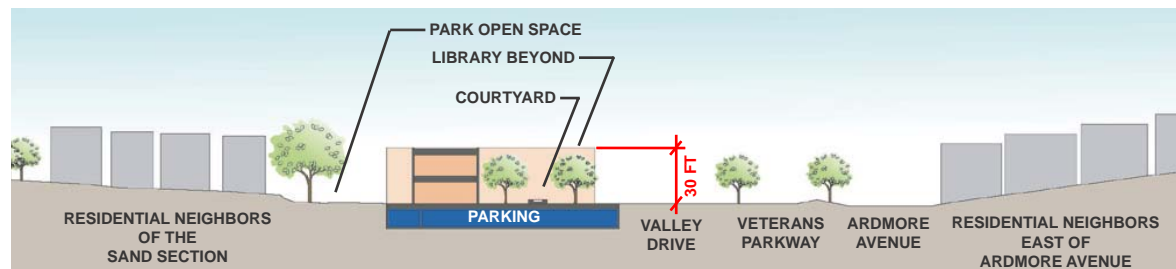 PARK OPEN SPACE
LIBRARY BEYOND
COURTYARD
30 FT
PARKING
RESIDENTIAL NEIGHBORS
OF THE
SAND SECTION
VALLEY
DRIVE
VETERANS
PARKWAY
ARDMORE
AVENUE
RESIDENTIAL NEIGHBORS
EAST OF
ARDMORE AVENUE